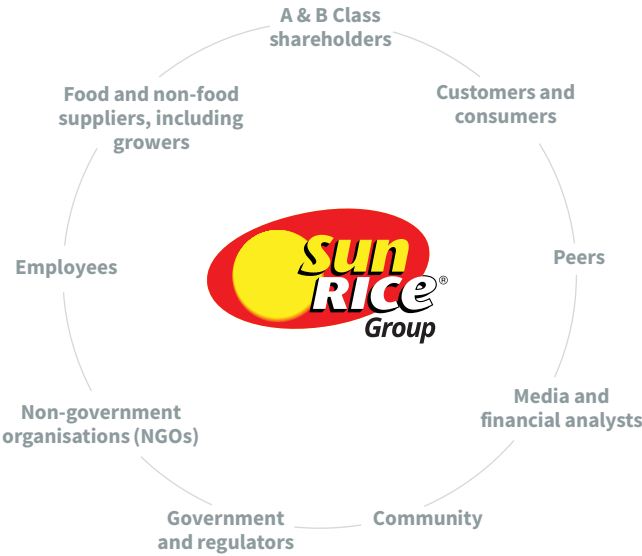 A & B Class
shareholders
Customers and
consumers
Peers
Media and
financial analysts
Community
Government
and regulators
Non-government
organisations (NGOs)
Employees
Food and non-food
suppliers, including
growers
Sun
RICe®
Group